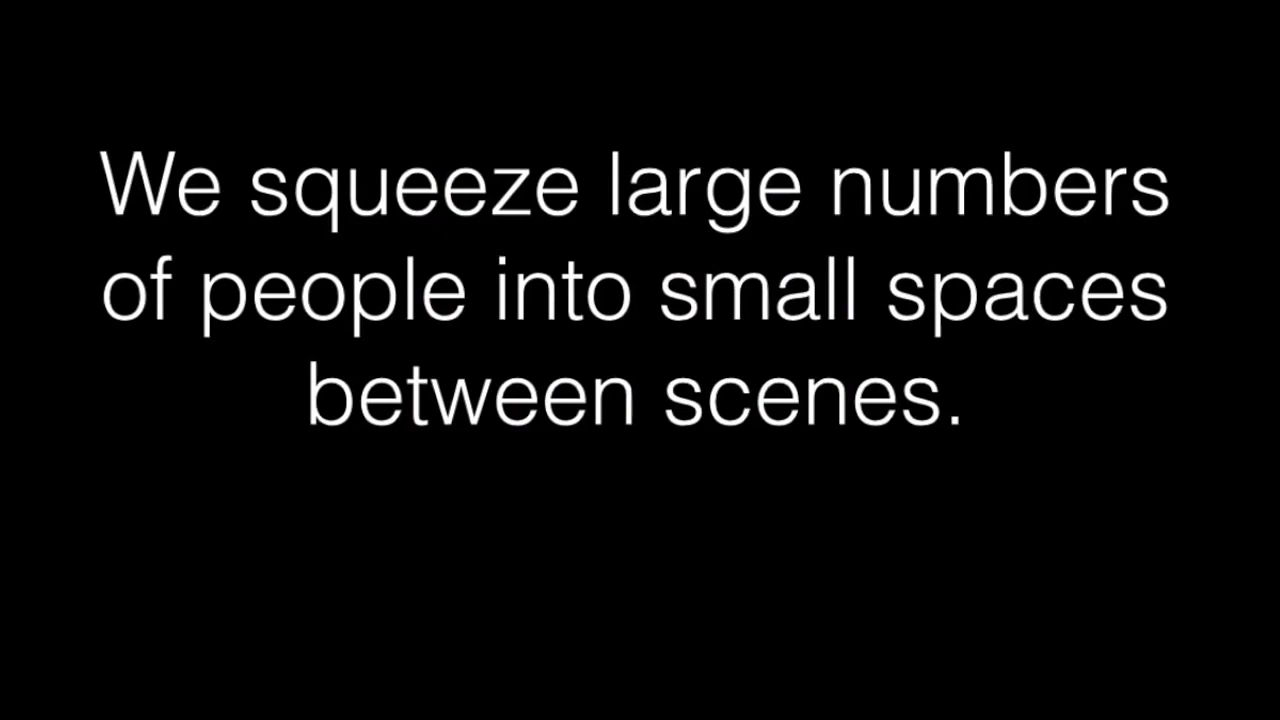 We squeeze large numbers
of people into small spaces
between scenes.